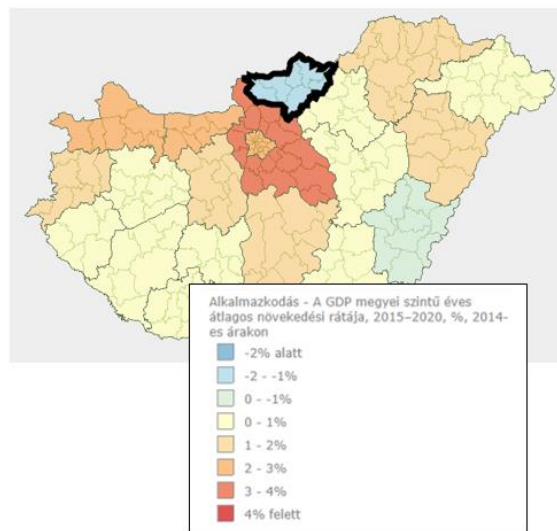 Alkalmazkodás - A GDP megyei szintű éves
átlagos növekedési rátája, 2015–2020, %, 2014-
es árakon
-2% alatt
-2 - -1%
0 - -1%
0 - 1%
1 - 2%
2 - 3%
3 - 4%
4% felett